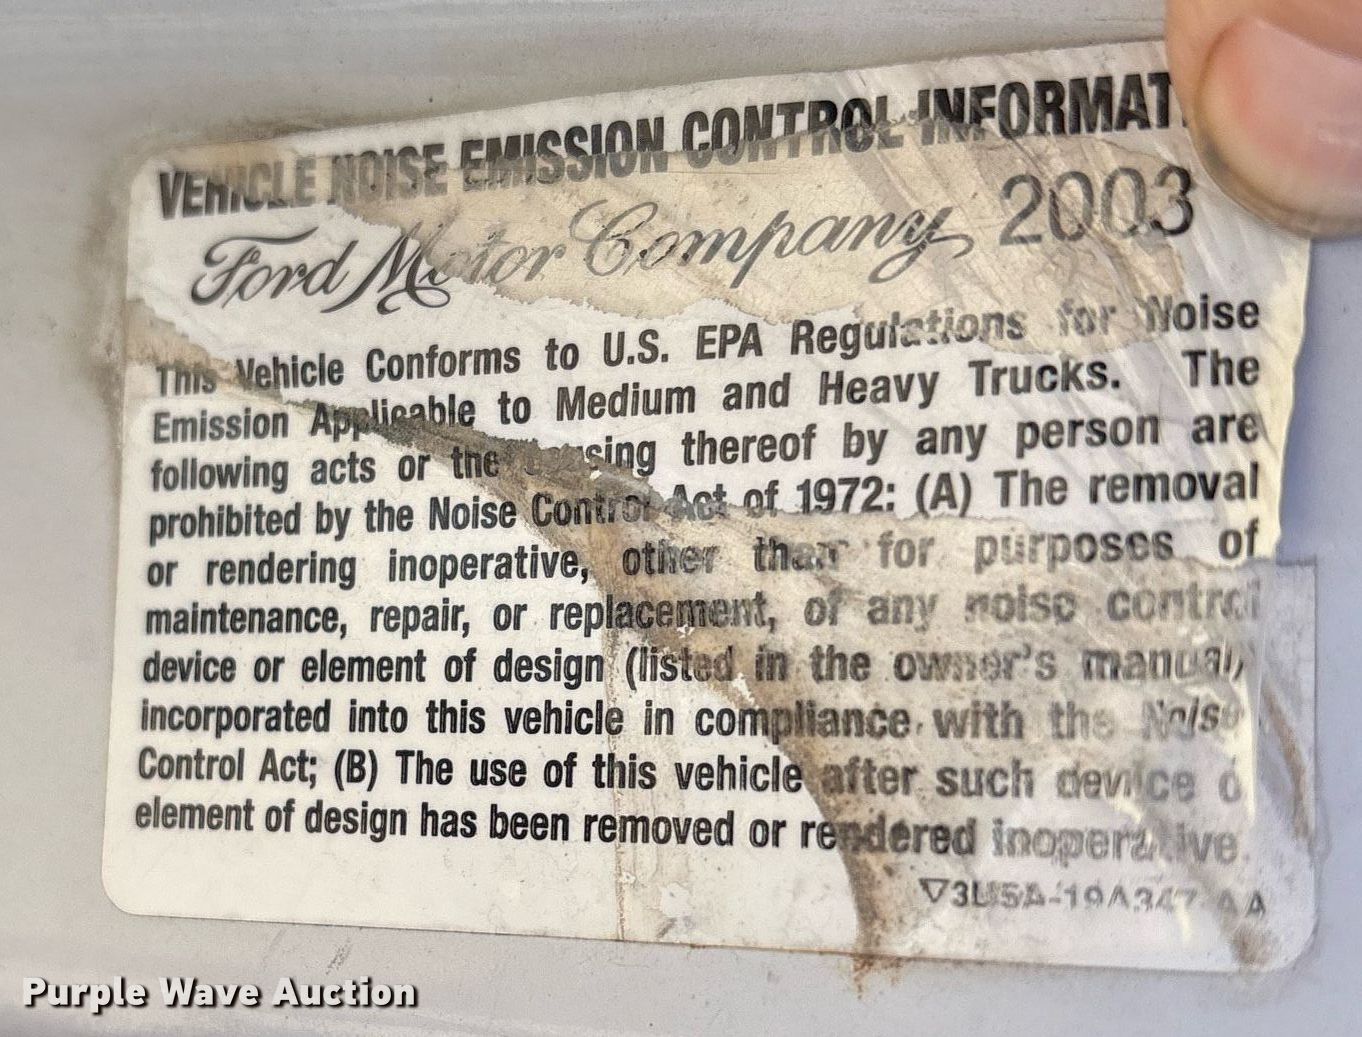 VEHICLE NOISE EMISSION CONTROL INFORMAT
Ford Motor Company 2003
This Vehicle Conforms to U.S. EPA Regulations for Noise
Emission Applicable to Medium and Heavy Trucks. The
following acts or the causing thereof by any person are
prohibited by the Noise Control Act of 1972: (A) The removal
or rendering inoperative, other than for purposes of
maintenance, repair, or replacement, of any noise control
device or element of design (listed in the owner's manual)
incorporated into this vehicle in compliance with the Noise
Control Act; (B) The use of this vehicle after such device o
element of design has been removed or rendered inoperative.
▽3U5A-19A347-AA
Purple Wave Auction